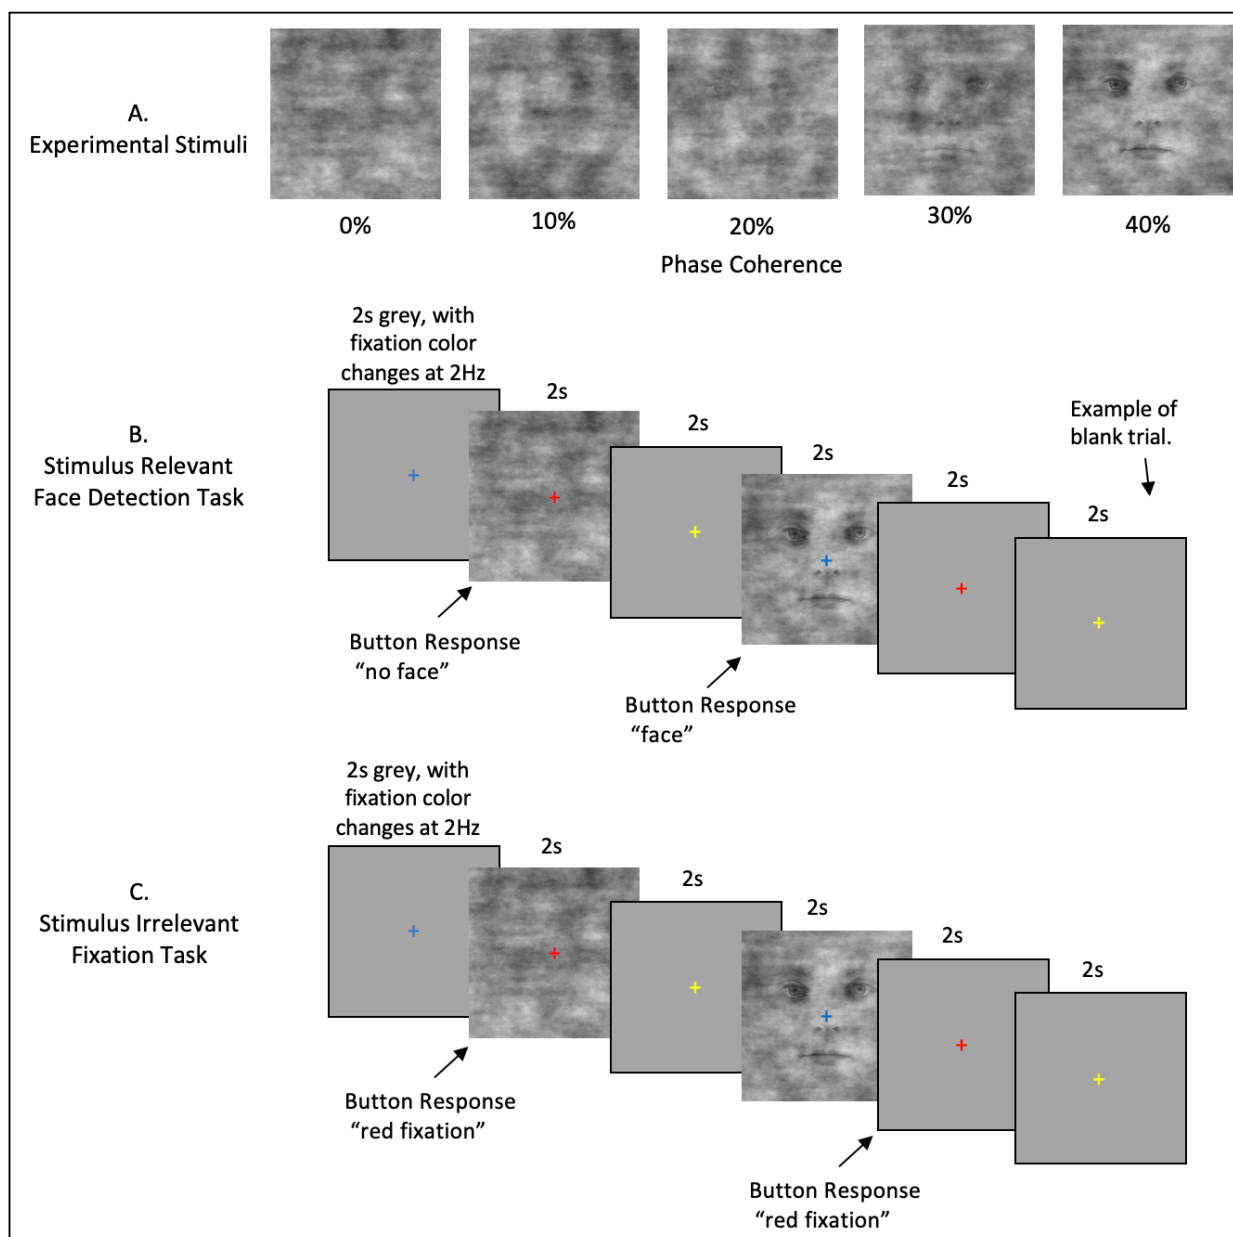 A.
Experimental Stimuli
0%
10%
20%
30%
40%
Phase Coherence
B.
Stimulus Relevant
Face Detection Task
2s grey, with
fixation color
changes at 2Hz
2s
2s
2s
2s
2s
Example of
blank trial.
Button Response
“no face”
Button Response
“face”
C.
Stimulus Irrelevant
Fixation Task
2s grey, with
fixation color
changes at 2Hz
2s
2s
2s
2s
2s
Button Response
“red fixation”
Button Response
“red fixation”